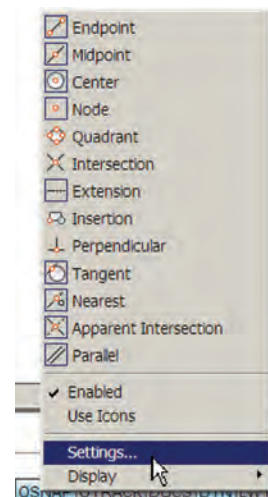 Endpoint
Midpoint
Center
Node
Quadrant
Intersection
Extension
Insertion
Perpendicular
Tangent
Nearest
Apparent Intersection
Parallel
Enabled
Use Icons
Settings...
Display